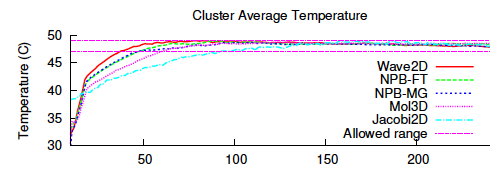 Cluster Average Temperature
Temperature (C)
50
45
40
35
30
Wave2D
NPB-FT
NPB-MG
Mol3D
Jacobi2D
Allowed range
50
100
150
200